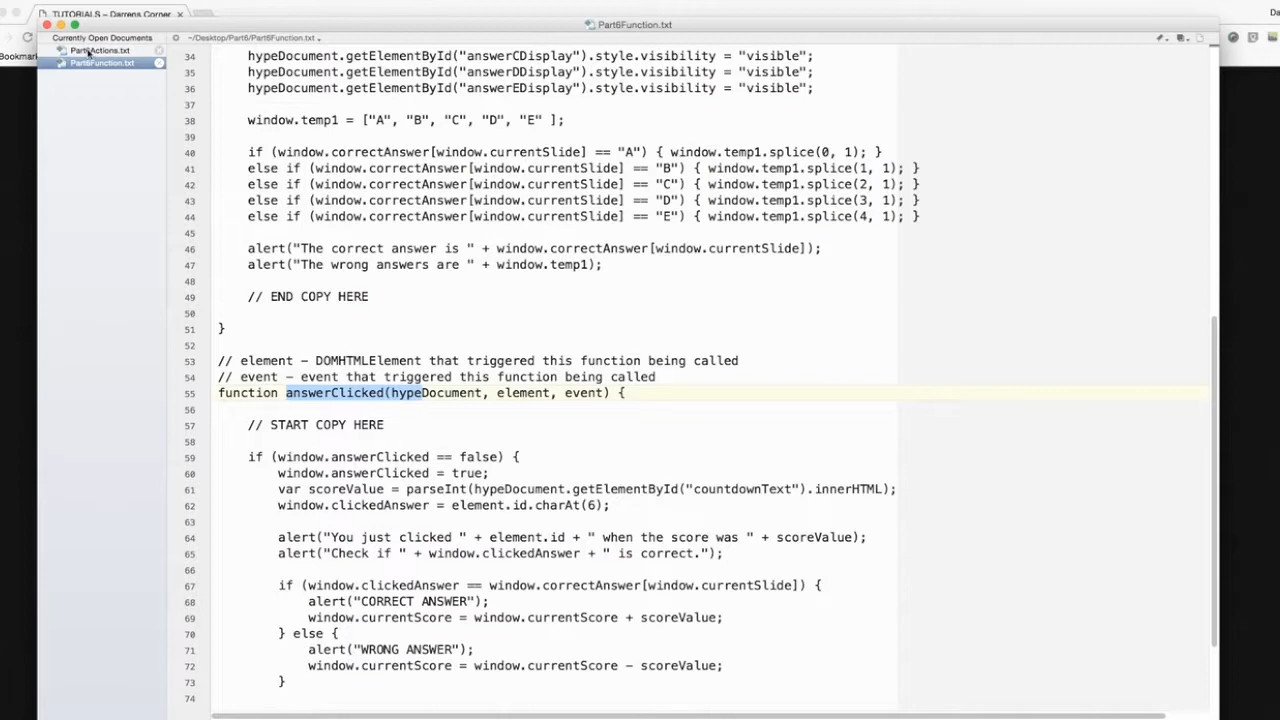 TUTORIALS – Darrens Corner
Da
Part6Function.txt
Currently Open Documents
~/Desktop/Part6/Part6Function.txt
Part6Actions.txt
Part6Function.txt
Bookmar
34 hypeDocument.getElementById("answerCDisplay").style.visibility = "visible";
35 hypeDocument.getElementById("answerDDisplay").style.visibility = "visible";
36 hypeDocument.getElementById("answerEDisplay").style.visibility = "visible";
37
38 window.temp1 = ["A", "B", "C", "D", "E" ];
39
40 if (window.correctAnswer[window.currentSlide] == "A") { window.temp1.splice(0, 1); }
41 else if (window.correctAnswer[window.currentSlide] == "B") { window.temp1.splice(1, 1); }
42 else if (window.correctAnswer[window.currentSlide] == "C") { window.temp1.splice(2, 1); }
43 else if (window.correctAnswer[window.currentSlide] == "D") { window.temp1.splice(3, 1); }
44 else if (window.correctAnswer[window.currentSlide] == "E") { window.temp1.splice(4, 1); }
45
46 alert("The correct answer is " + window.correctAnswer[window.currentSlide]);
47 alert("The wrong answers are " + window.temp1);
48
49 // END COPY HERE
50
51 }
52
53 // element – DOMHTMLElement that triggered this function being called
54 // event – event that triggered this function being called
55 function answerClicked(hypeDocument, element, event) {
56
57 // START COPY HERE
58
59 if (window.answerClicked == false) {
60 window.answerClicked = true;
61 var scoreValue = parseInt(hypeDocument.getElementById("countdownText").innerHTML);
62 window.clickedAnswer = element.id.charAt(6);
63
64 alert("You just clicked " + element.id + " when the score was " + scoreValue);
65 alert("Check if " + window.clickedAnswer + " is correct.");
66
67 if (window.clickedAnswer == window.correctAnswer[window.currentSlide]) {
68 alert("CORRECT ANSWER");
69 window.currentScore = window.currentScore + scoreValue;
70 } else {
71 alert("WRONG ANSWER");
72 window.currentScore = window.currentScore - scoreValue;
73 }
74